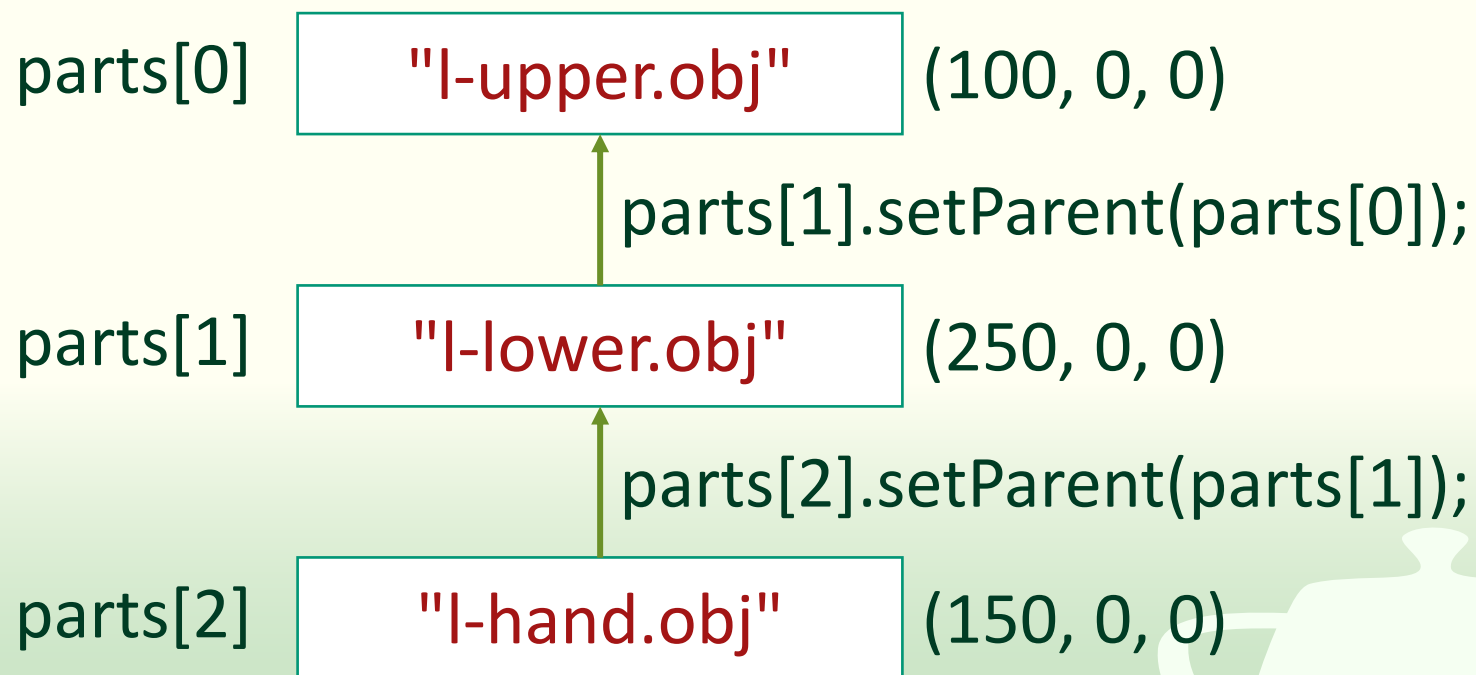 parts[0] "l-upper.obj" (100, 0, 0)
parts[1].setParent(parts[0]);
parts[1] "l-lower.obj" (250, 0, 0)
parts[2].setParent(parts[1]);
parts[2] "l-hand.obj" (150, 0, 0)